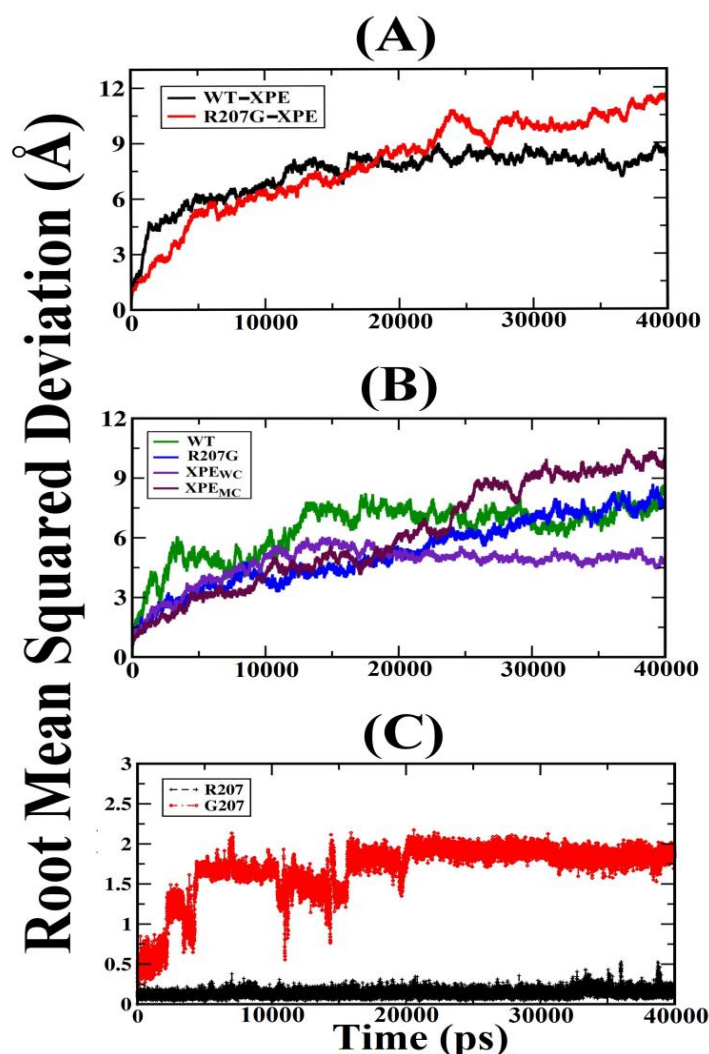 Root Mean Squared Deviation (Å)
(A)
12
9
6
3
0
WT-XPE
R207G-XPE
0 10000 20000 30000 40000
(B)
12
9
6
3
0
WT
R207G
XPEWC
XPEMC
0 10000 20000 30000 40000
(C)
3
2.5
2
1.5
1
0.5
0
R207
G207
0 10000 20000 30000 40000
Time (ps)